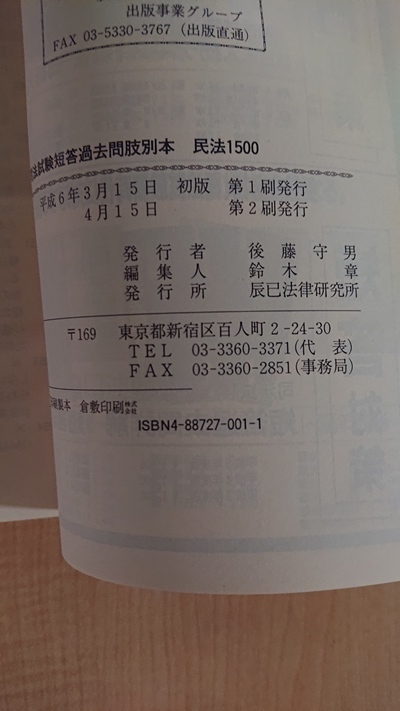 出版事業グループ
FAX 03-5330-3767 (出版直通)
試験短答過去問肢別本 民法1500
平成6年3月15日 初版 第1刷発行
4月15日 第2刷発行
発行者 後藤守男
編集人 鈴木章
発行所 辰已法律研究所
〒169 東京都新宿区百人町2-24-30
TEL 03-3360-3371(代表)
FAX 03-3360-2851(事務局)
製本 倉敷印刷株式会社
ISBN4-88727-001-1